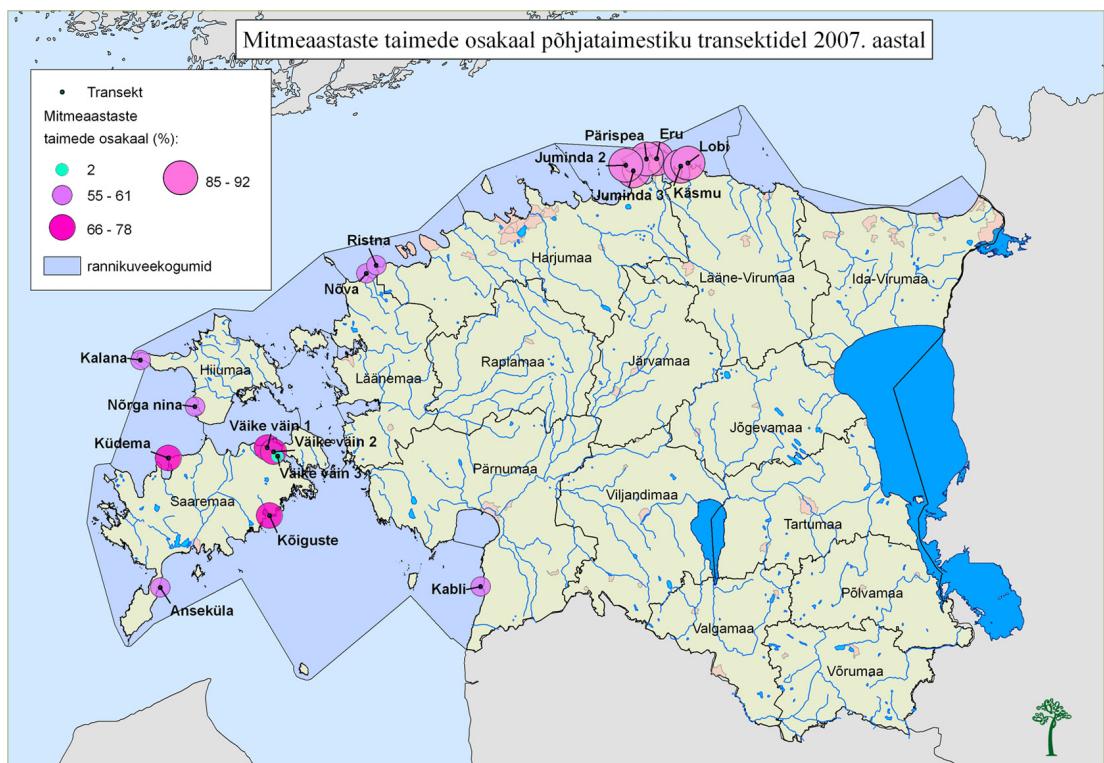 Mitmeaastaste taimede osakaal põhjataimestiku transektidel 2007. aastal
Transekt
Mitmeaastaste
taimede osakaal (%):
2
55 - 61
66 - 78
85 - 92
rannikuveekogumid
Pärispea
Eru
Lobi
Juminda 2
Juminda 3
Käsmu
Ristna
Nõva
Harjumaa
Lääne-Virumaa
Ida-Virumaa
Kalana
Hiiumaa
Läänemaa
Raplamaa
Järvamaa
Nõrga nina
Väike väin 1
Väike väin 2
Väike väin 3
Küdema
Saaremaa
Kõiguste
Anseküla
Kabli
Pärnumaa
Jõgevamaa
Viljandimaa
Tartumaa
Põlvamaa
Valgamaa
Võrumaa